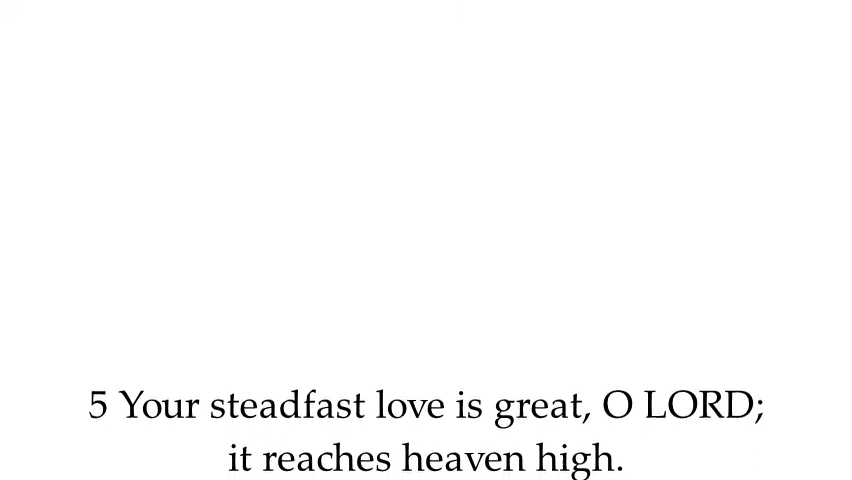 5 Your steadfast love is great, O LORD;
it reaches heaven high.